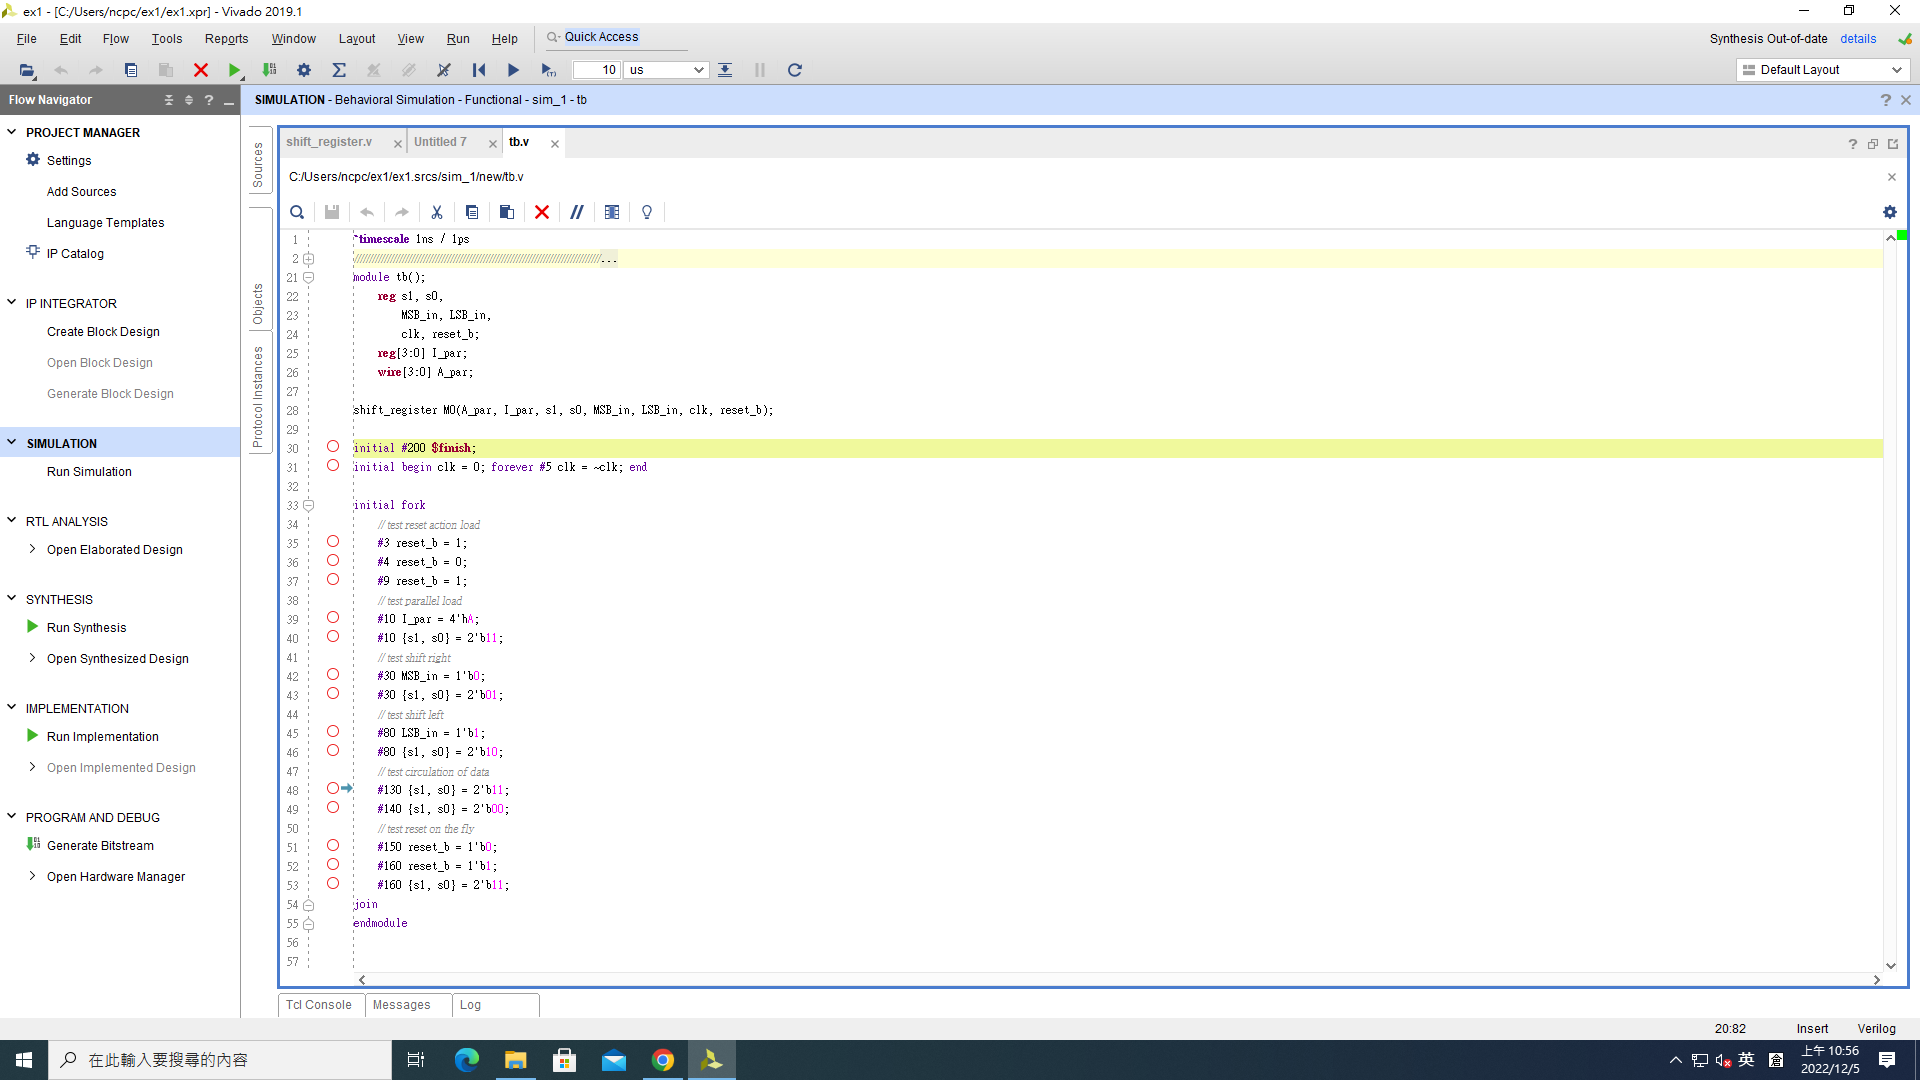 ex1 - [C:/Users/ncpc/ex1/ex1.xpr] - Vivado 2019.1
File Edit Flow Tools Reports Window Layout View Run Help Quick Access
Synthesis Out-of-date details
10 us
Default Layout
Flow Navigator
PROJECT MANAGER
Settings
Add Sources
Language Templates
IP Catalog
IP INTEGRATOR
Create Block Design
Open Block Design
Generate Block Design
SIMULATION
Run Simulation
RTL ANALYSIS
Open Elaborated Design
SYNTHESIS
Run Synthesis
Open Synthesized Design
IMPLEMENTATION
Run Implementation
Open Implemented Design
PROGRAM AND DEBUG
Generate Bitstream
Open Hardware Manager
SIMULATION - Behavioral Simulation - Functional - sim_1 - tb
Sources
Objects
Protocol Instances
shift_register.v Untitled 7 tb.v
C:/Users/ncpc/ex1/ex1.srcs/sim_1/new/tb.v
1 `timescale 1ns / 1ps
2 ////////////////////////////////////////////////////////////////////////////////...
21 module tb();
22 reg s1, s0,
23 MSB_in, LSB_in,
24 clk, reset_b;
25 reg[3:0] I_par;
26 wire[3:0] A_par;
27
28 shift_register M0(A_par, I_par, s1, s0, MSB_in, LSB_in, clk, reset_b);
29
30 initial #200 $finish;
31 initial begin clk = 0; forever #5 clk = ~clk; end
32
33 initial fork
34 // test reset action load
35 #3 reset_b = 1;
36 #4 reset_b = 0;
37 #9 reset_b = 1;
38 // test parallel load
39 #10 I_par = 4'hA;
40 #10 {s1, s0} = 2'b11;
41 // test shift right
42 #30 MSB_in = 1'b0;
43 #30 {s1, s0} = 2'b01;
44 // test shift left
45 #80 LSB_in = 1'b1;
46 #80 {s1, s0} = 2'b10;
47 // test circulation of data
48 #130 {s1, s0} = 2'b11;
49 #140 {s1, s0} = 2'b00;
50 // test reset on the fly
51 #150 reset_b = 1'b0;
52 #160 reset_b = 1'b1;
53 #160 {s1, s0} = 2'b11;
54 join
55 endmodule
56
57
Tcl Console Messages Log
20:82 Insert Verilog
在此輸入要搜尋的內容
英
上午 10:56
2022/12/5